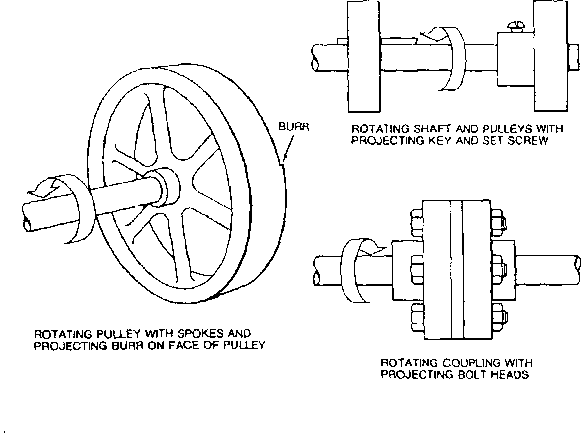 BURR
ROTATING SHAFT AND PULLEYS WITH
PROJECTING KEY AND SET SCREW
ROTATING PULLEY WITH SPOKES AND
PROJECTING BURR ON FACE OF PULLEY
ROTATING COUPLING WITH
PROJECTING BOLT HEADS